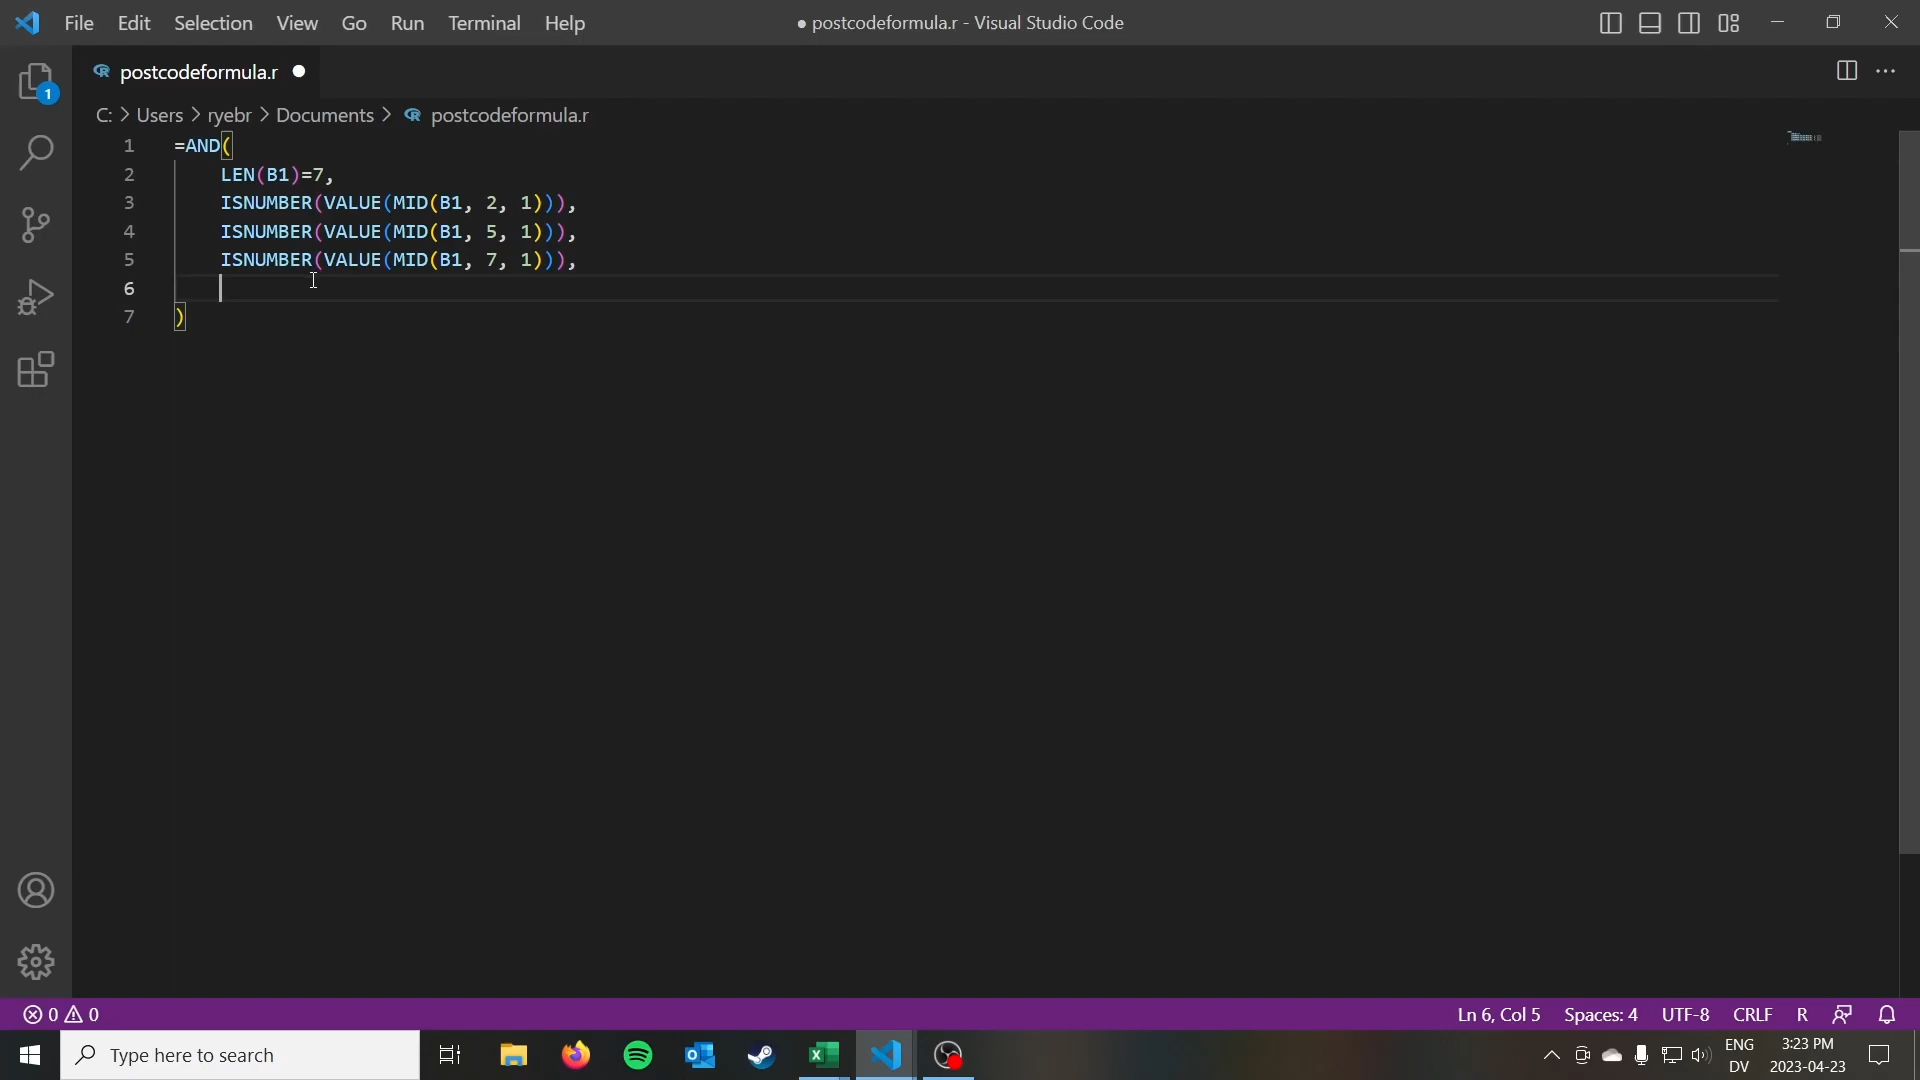 File Edit Selection View Go Run Terminal Help ● postcodeformula.r - Visual Studio Code
postcodeformula.r
1
C: > Users > ryebr > Documents > postcodeformula.r
1 =AND(
2 LEN(B1)=7,
3 ISNUMBER(VALUE(MID(B1, 2, 1))),
4 ISNUMBER(VALUE(MID(B1, 5, 1))),
5 ISNUMBER(VALUE(MID(B1, 7, 1))),
6
7 )
0 0 Ln 6, Col 5 Spaces: 4 UTF-8 CRLF R
Type here to search
ENG 3:23 PM
DV 2023-04-23